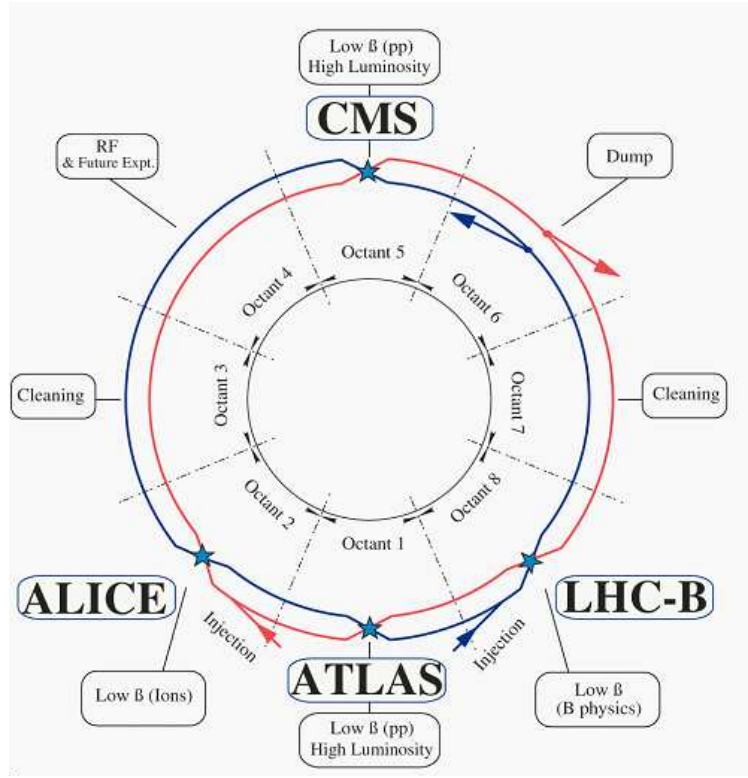 Low ß (pp)
High Luminosity
CMS
RF
& Future Expt.
Dump
Octant 5
Octant 4
Octant 6
Cleaning
Octant 3
Octant 7
Cleaning
Octant 2
Octant 8
Octant 1
ALICE
LHC-B
Injection
Injection
ATLAS
Low ß (Ions)
Low ß
(B physics)
Low ß (pp)
High Luminosity